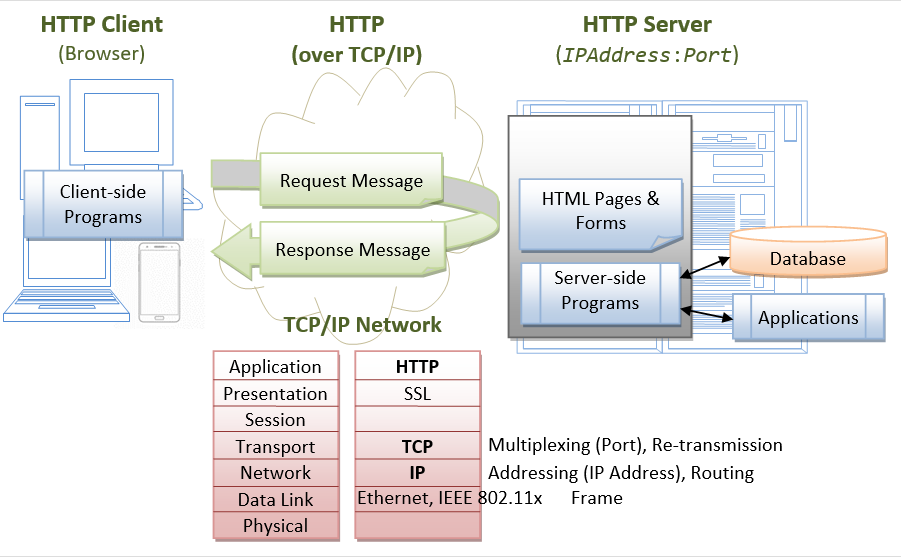 HTTP Client
(Browser)
HTTP
(over TCP/IP)
HTTP Server
(IPAddress:Port)
Client-side
Programs
Request Message
Response Message
HTML Pages &
Forms
Server-side
Programs
Database
Applications
TCP/IP Network
Application
HTTP
Presentation
SSL
Session
Transport
TCP
Multiplexing (Port), Re-transmission
Network
IP
Addressing (IP Address), Routing
Data Link
Ethernet, IEEE 802.11x
Frame
Physical